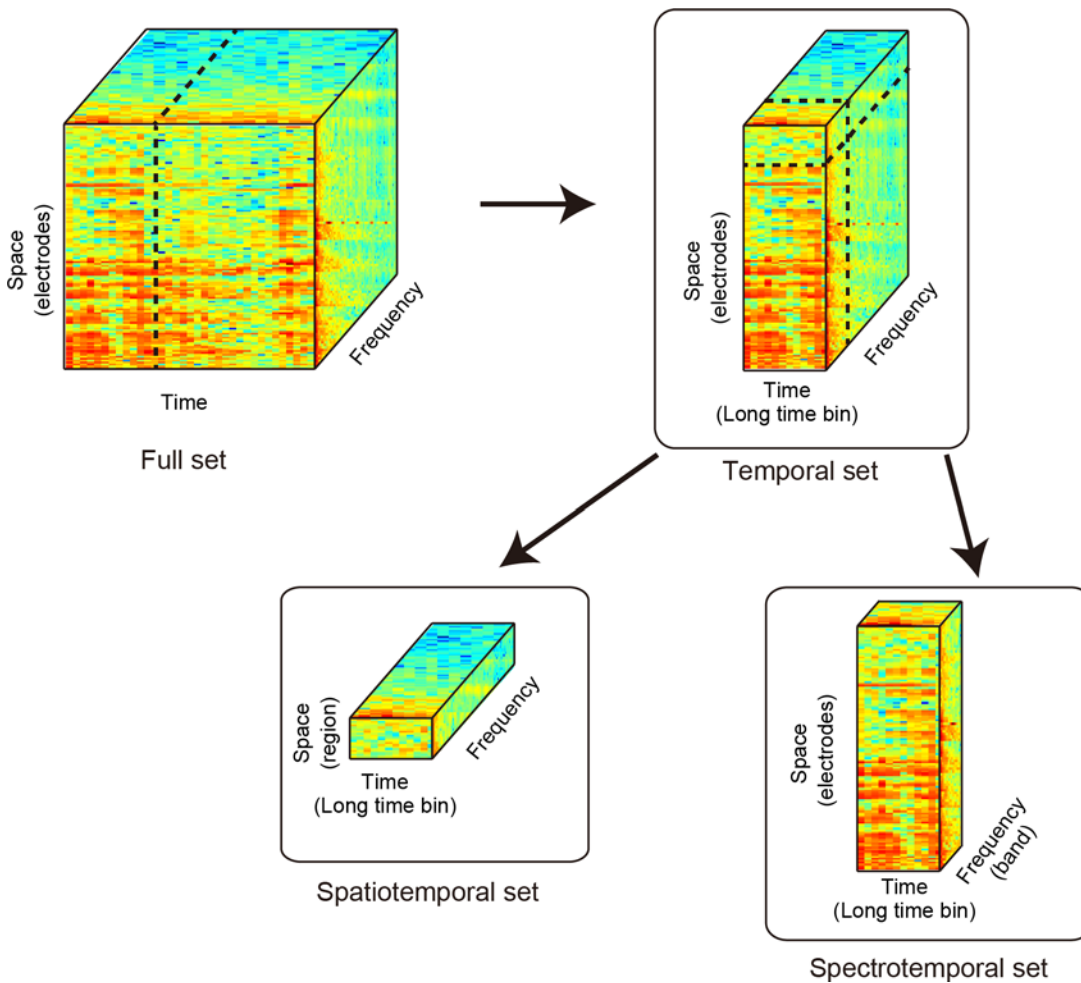 Space
(electrodes)
Frequency
Time
Full set
Space
(electrodes)
Frequency
Time
(Long time bin)
Temporal set
Space
(region)
Frequency
Time
(Long time bin)
Spatiotemporal set
Space
(electrodes)
Frequency
(band)
Time
(Long time bin)
Spectrotemporal set